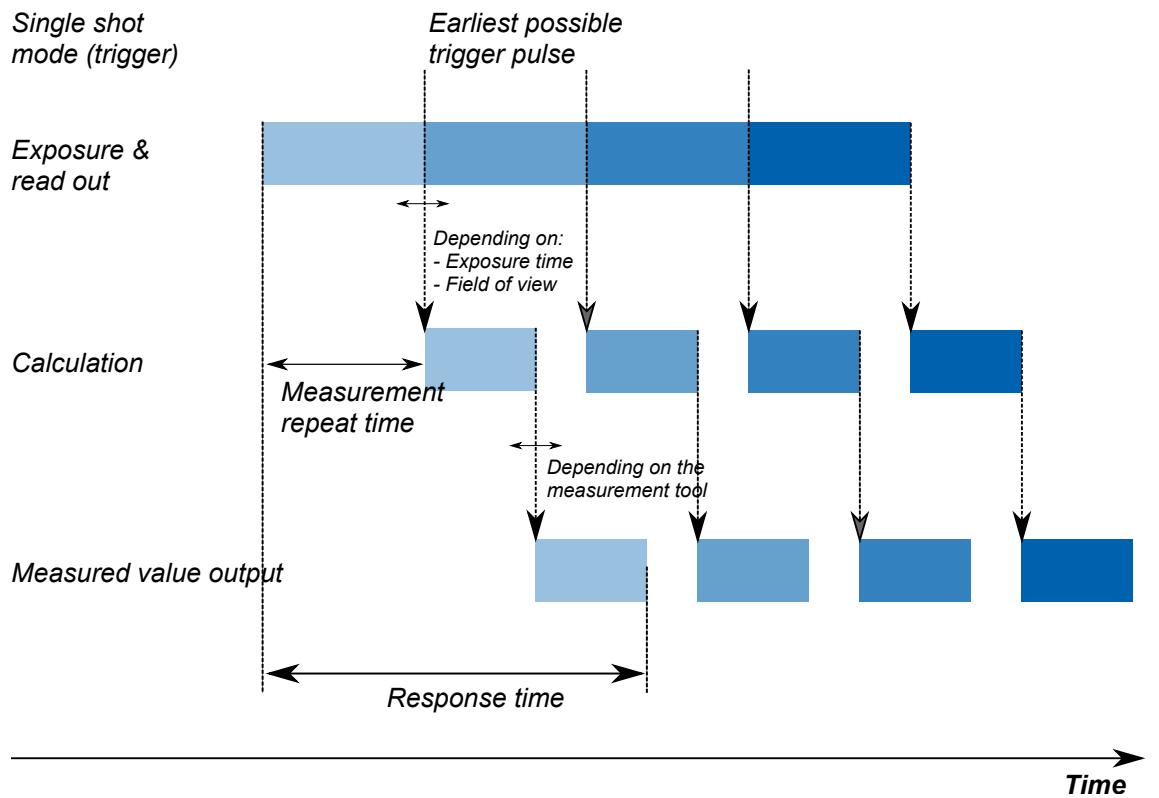 Single shot
mode (trigger)
Earliest possible
trigger pulse
Exposure &
read out
Depending on:
- Exposure time
- Field of view
Calculation
Measurement
repeat time
Depending on the
measurement tool
Measured value output
Response time
Time